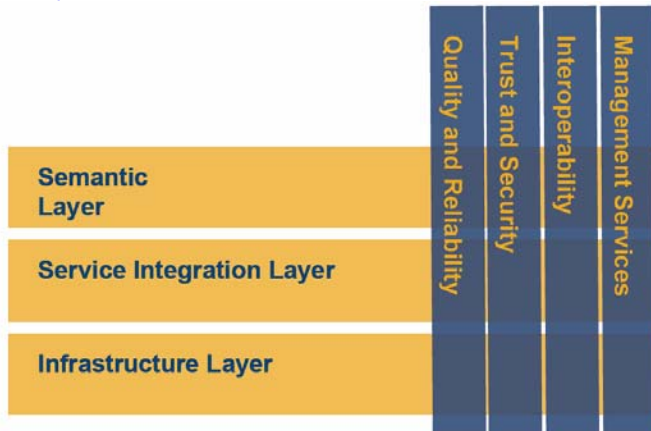 Quality and Reliability
Trust and Security
Interoperability
Management Services
Semantic
Layer
Service Integration Layer
Infrastructure Layer